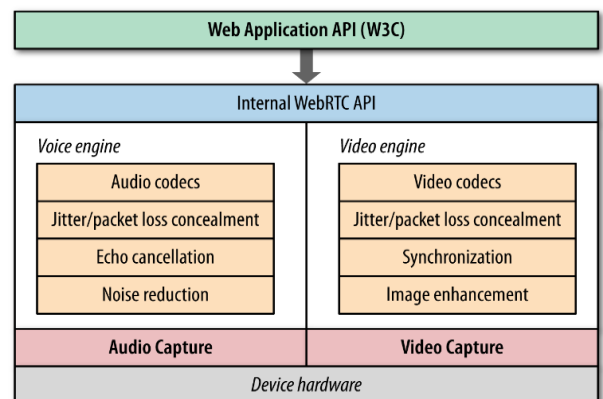 Web Application API (W3C)
Internal WebRTC API
Voice engine
Audio codecs
Jitter/packet loss concealment
Echo cancellation
Noise reduction
Video engine
Video codecs
Jitter/packet loss concealment
Synchronization
Image enhancement
Audio Capture
Video Capture
Device hardware